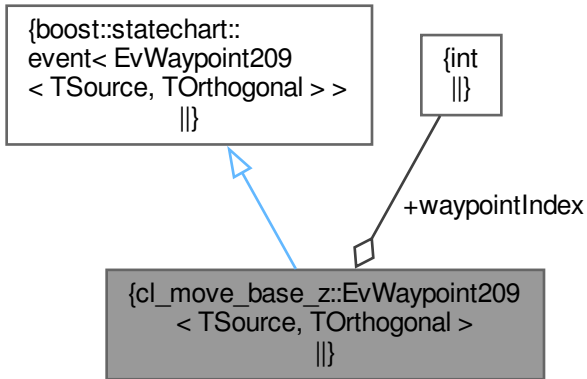 {boost::statechart::
event< EvWaypoint209
< TSource, TOrthogonal > >
||}
{int
||}
+waypointIndex
{cl_move_base_z::EvWaypoint209
< TSource, TOrthogonal >
||}